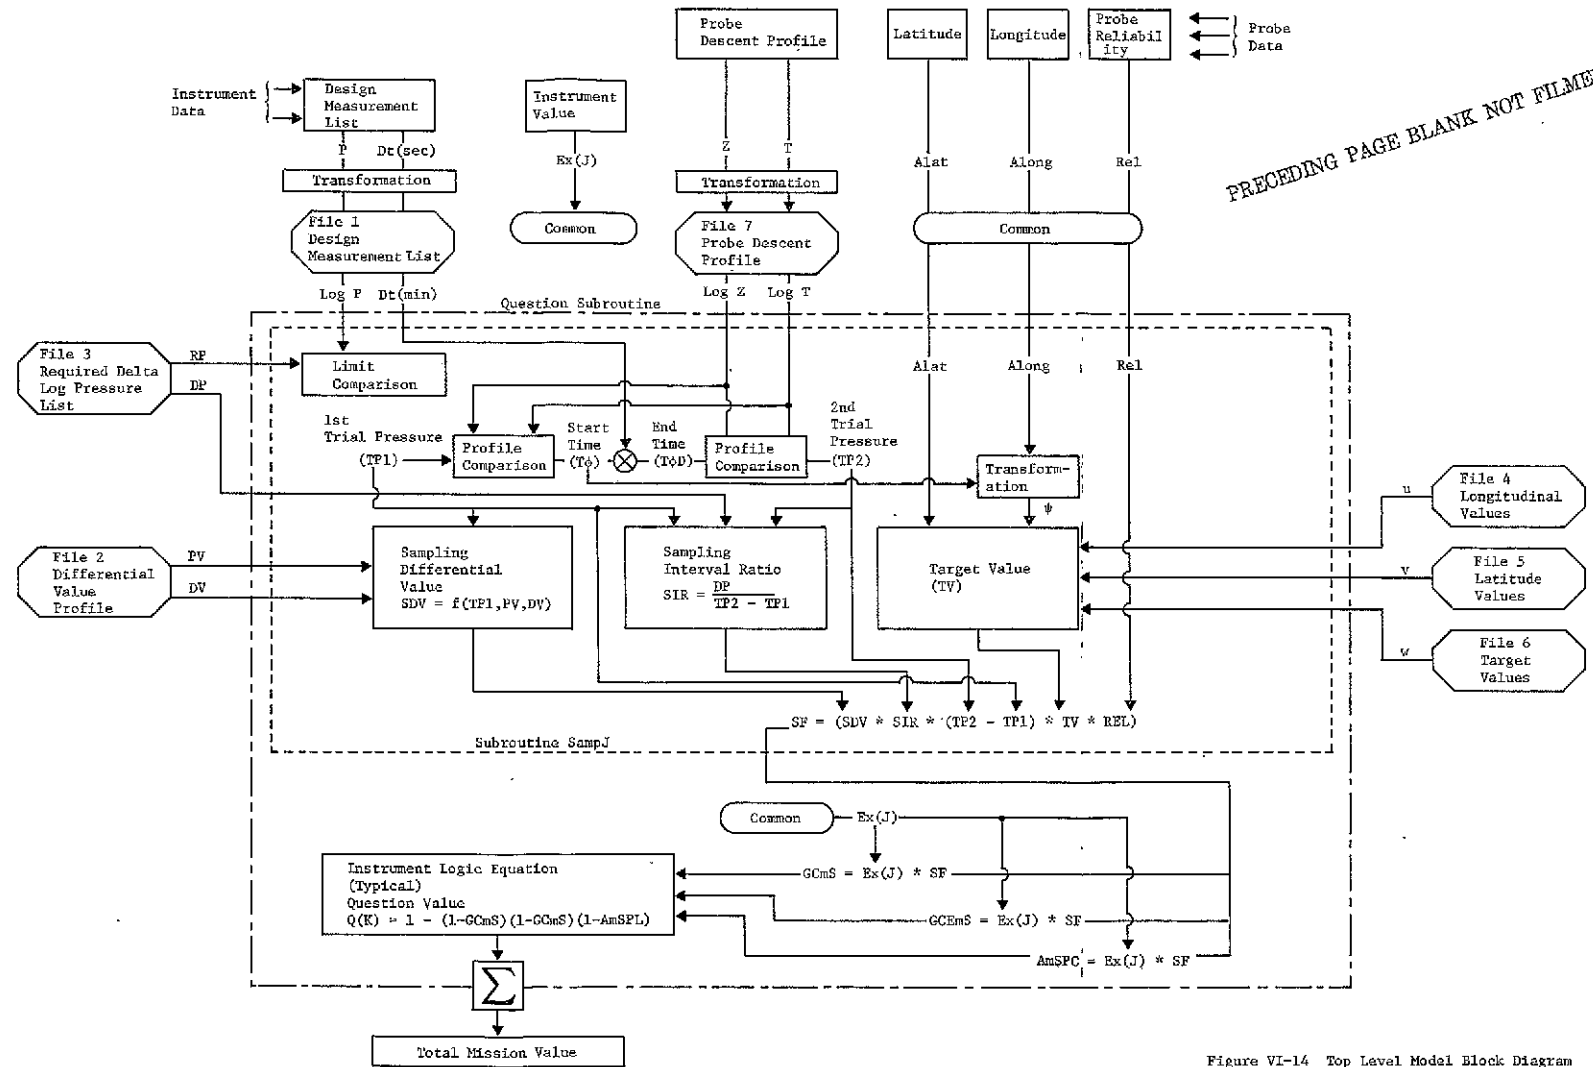 Probe
Descent Profile
Latitude
Longitude
Probe
Reliabil
ity
Probe
Data
PRECEDING PAGE BLANK NOT FILME
Instrument
Data
Design
Measurement
List
Instrument
Value
P
Dt(sec)
Ex(J)
Z
T
Alat
Along
Rel
Transformation
Transformation
File 1
Design
Measurement List
Common
File 7
Probe Descent
Profile
Common
Log P
Dt(min)
Log Z
Log T
Question Subroutine
File 3
Required Delta
Log Pressure
List
RP
DP
Limit
Comparison
Alat
Along
Rel
1st
Trial Pressure
(TP1)
Profile
Comparison
Start
Time
(Tϕ)
End
Time
(TϕD)
Profile
Comparison
2nd
Trial
Pressure
(TP2)
Transform-
ation
ψ
File 4
Longitudinal
Values
u
File 2
Differential
Value
Profile
PV
DV
Sampling
Differential
Value
SDV = f(TP1,PV,DV)
Sampling
Interval Ratio
SIR = DP
TP2 - TP1
Target Value
(TV)
v
File 5
Latitude
Values
w
File 6
Target
Values
SF = (SDV * SIR * (TP2 - TP1) * TV * REL)
Subroutine SampJ
Common
Ex(J)
Instrument Logic Equation
(Typical)
Question Value
Q(K) = 1 - (1-GCmS)(1-GCmS)(1-AmSPL)
GCmS = Ex(J) * SF
GCEmS = Ex(J) * SF
AmSPC = Ex(J) * SF
Σ
Total Mission Value
Figure VI-14 Top Level Model Block Diagram